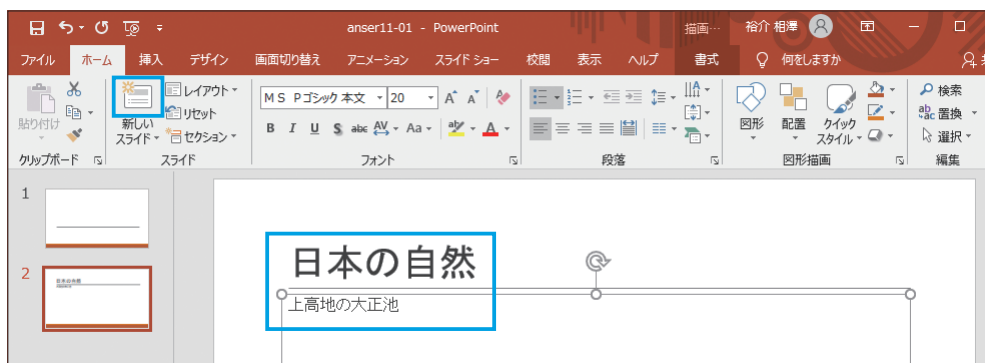 anser11-01 - PowerPoint 描画… 裕介 相澤
ファイル ホーム 挿入 デザイン 画面切り替え アニメーション スライド ショー 校閲 表示 ヘルプ 書式 何をしますか
貼り付け
新しい
スライド
レイアウト
リセット
セクション
ＭＳ Ｐゴシック 本文 20
B I U S abc AV Aa A
図形 配置 クイック
スタイル
検索
置換
選択
クリップボード スライド フォント 段落 図形描画 編集
1
2
日本の自然
上高地の大正池